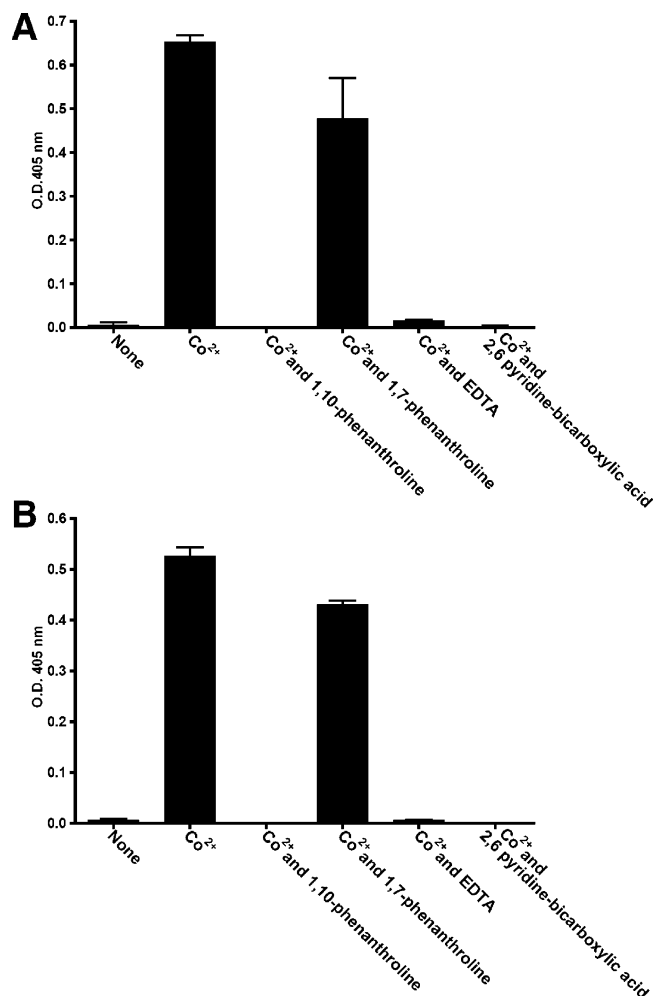 A
0.7
0.6
0.5
0.4
0.3
0.2
0.1
0.0
O.D.405 nm
None
Co2+
Co2+ and 1,10-phenanthroline
Co2+ and 1,7-phenanthroline
Co2+ and EDTA
Co2+ and
2,6 pyridine-bicarboxylic acid
B
0.6
0.5
0.4
0.3
0.2
0.1
0.0
O.D. 405 nm
None
Co2+
Co2+ and 1,10-phenanthroline
Co2+ and 1,7-phenanthroline
Co2+ and EDTA
Co2+ and
2,6 pyridine-bicarboxylic acid